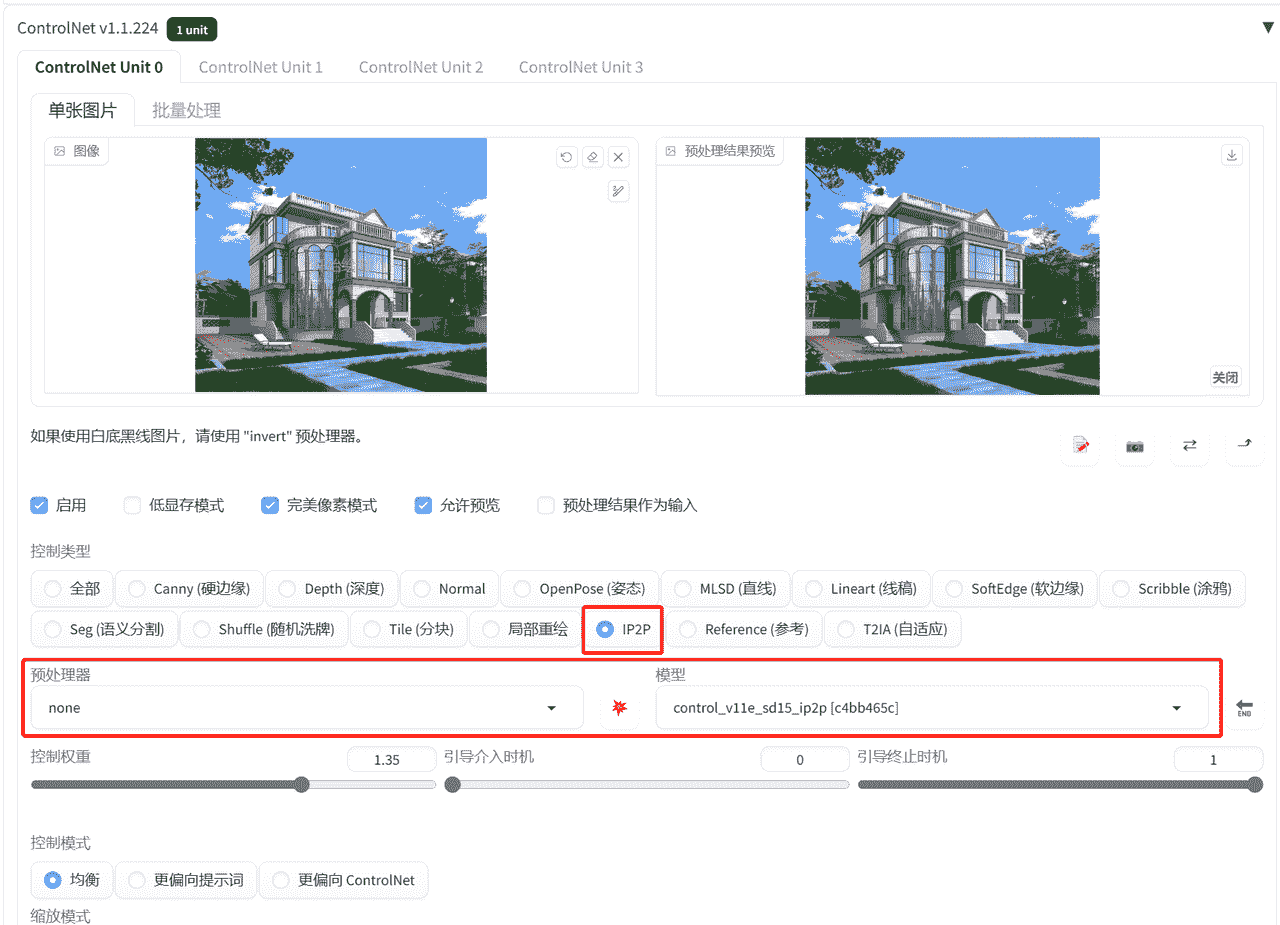 ControlNet v1.1.224 1 unit ▼
ControlNet Unit 0 ControlNet Unit 1 ControlNet Unit 2 ControlNet Unit 3
单张图片 批量处理
图像 预处理结果预览
关闭
如果使用白底黑线图片，请使用 "invert" 预处理器。
启用 低显存模式 完美像素模式 允许预览 预处理结果作为输入
控制类型
全部 Canny (硬边缘) Depth (深度) Normal OpenPose (姿态) MLSD (直线) Lineart (线稿) SoftEdge (软边缘) Scribble (涂鸦)
Seg (语义分割) Shuffle (随机洗牌) Tile (分块) 局部重绘 IP2P Reference (参考) T2IA (自适应)
预处理器 模型
none control_v11e_sd15_ip2p [c4bb465c] END
控制权重 1.35 引导介入时机 0 引导终止时机 1
控制模式
均衡 更偏向提示词 更偏向 ControlNet
缩放模式